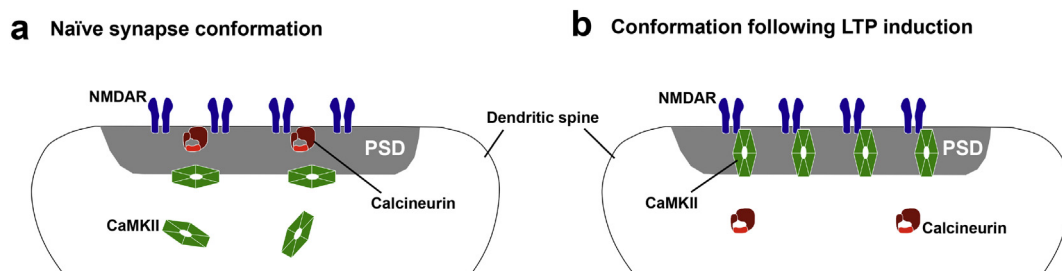 a Naïve synapse conformation
b Conformation following LTP induction
NMDAR
PSD
Calcineurin
CaMKII
Dendritic spine
NMDAR
PSD
CaMKII
Calcineurin